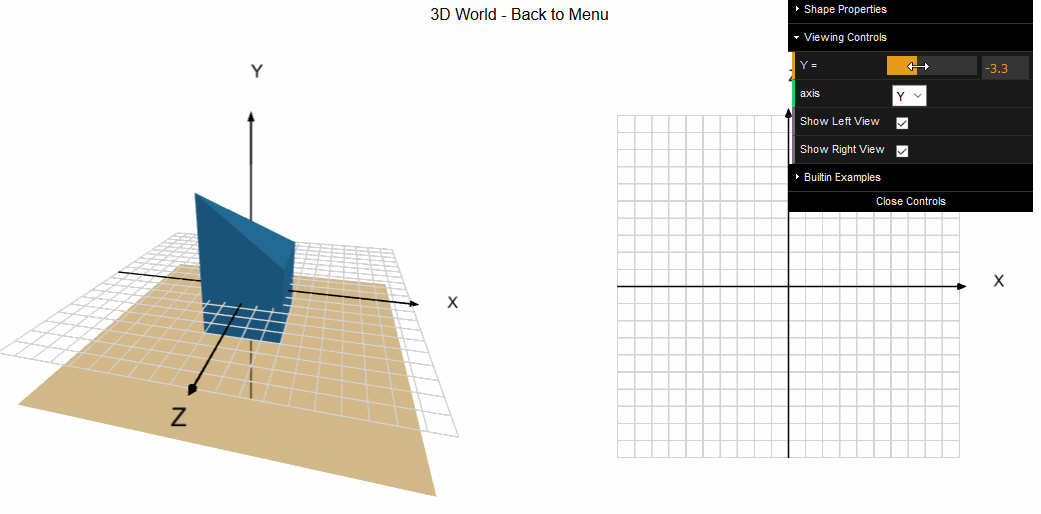 3D World - Back to Menu
Shape Properties
Viewing Controls
Y =
-3.3
axis
Y
Show Left View
Show Right View
Builtin Examples
Close Controls
Y
X
Z
X